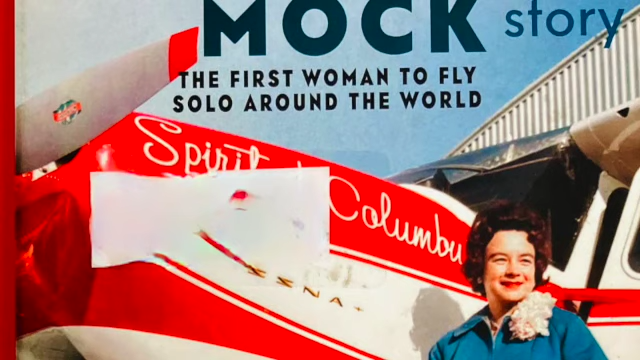 MOCK story
THE FIRST WOMAN TO FLY
SOLO AROUND THE WORLD
Spirit
Columbu